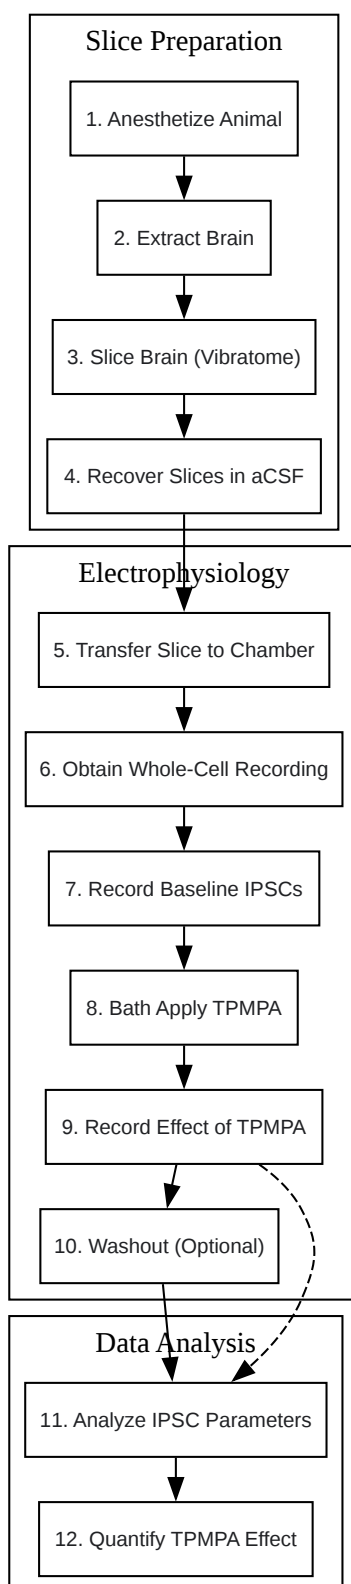 Slice Preparation
1. Anesthetize Animal
2. Extract Brain
3. Slice Brain (Vibratome)
4. Recover Slices in aCSF
Electrophysiology
5. Transfer Slice to Chamber
6. Obtain Whole-Cell Recording
7. Record Baseline IPSCs
8. Bath Apply TPMPA
9. Record Effect of TPMPA
10. Washout (Optional)
Data Analysis
11. Analyze IPSC Parameters
12. Quantify TPMPA Effect